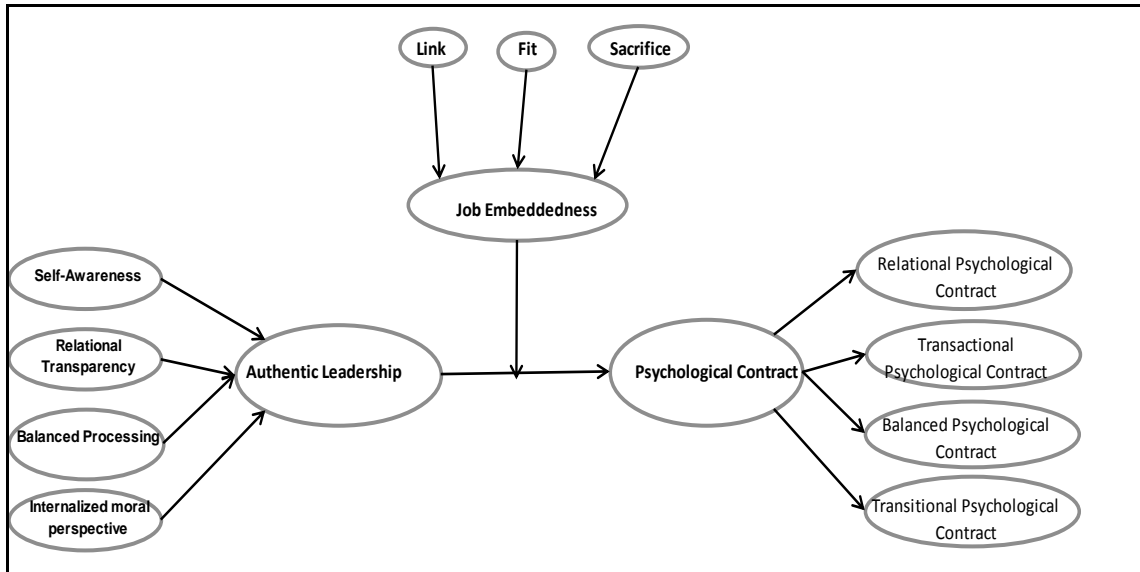 Link
Fit
Sacrifice
Job Embeddedness
Self-Awareness
Relational
Transparency
Balanced Processing
Internalized moral
perspective
Authentic Leadership
Psychological Contract
Relational Psychological
Contract
Transactional
Psychological Contract
Balanced Psychological
Contract
Transitional Psychological
Contract